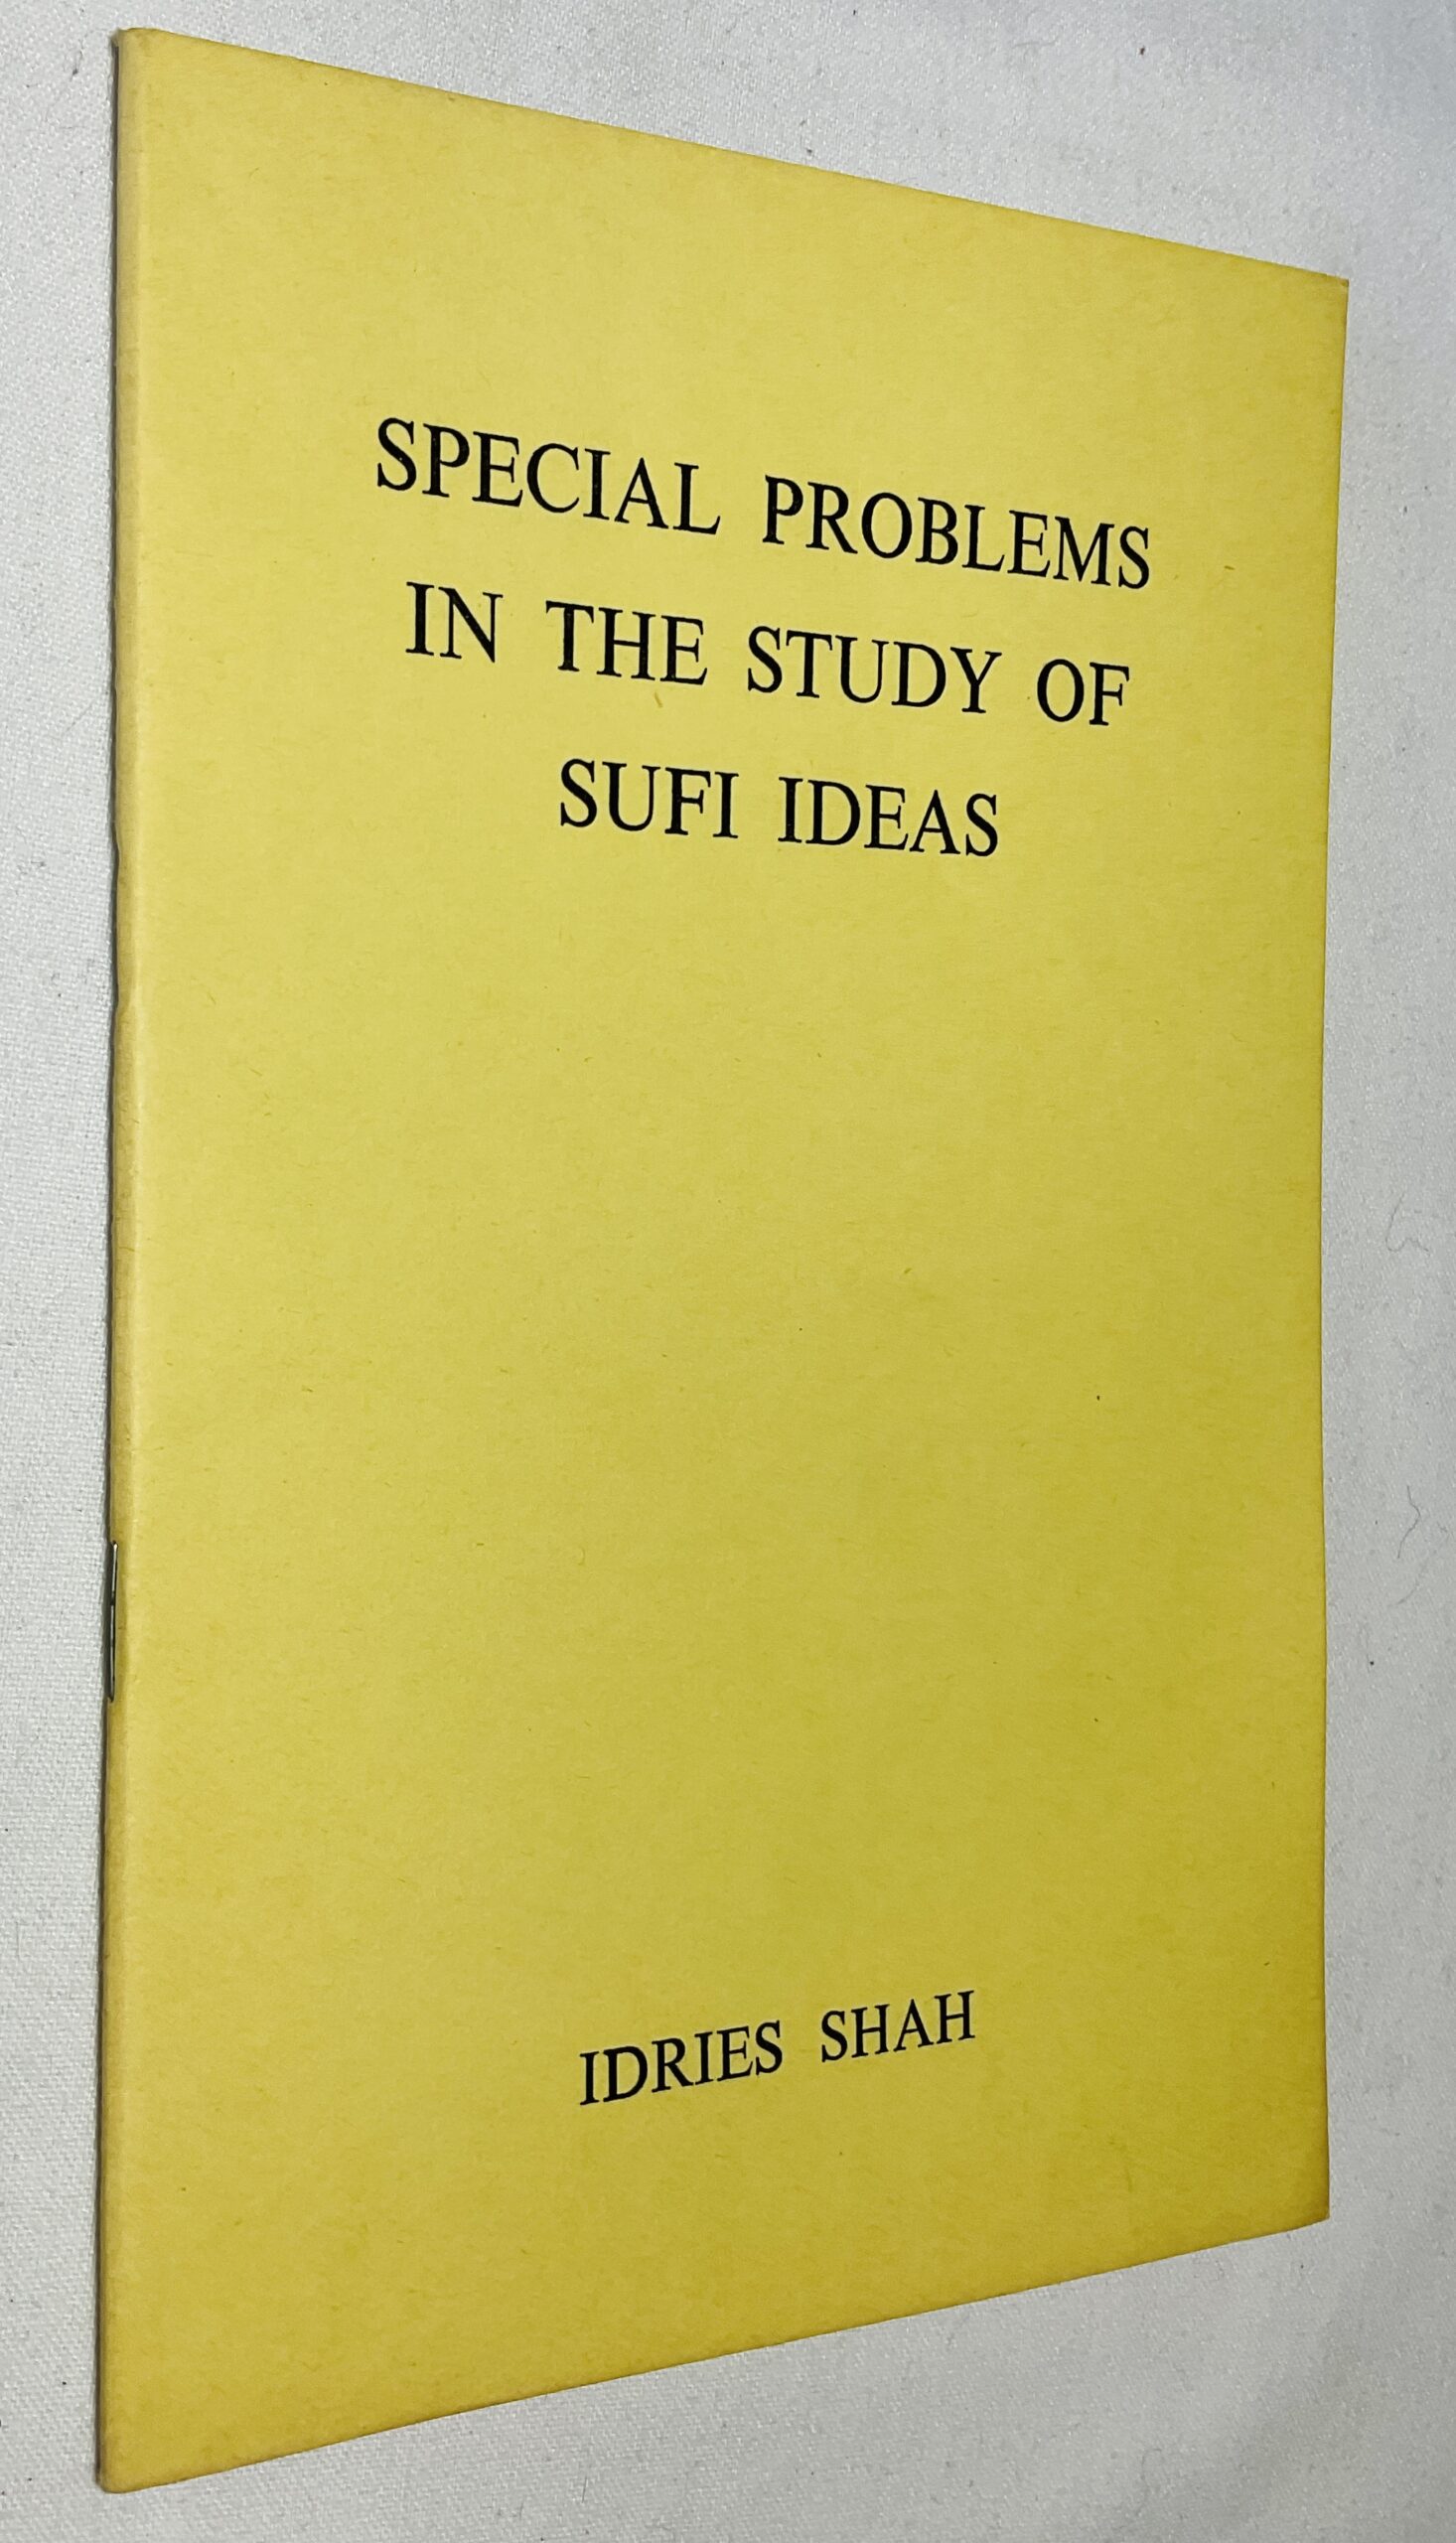 SPECIAL PROBLEMS
IN THE STUDY OF
SUFI IDEAS
IDRIES SHAH